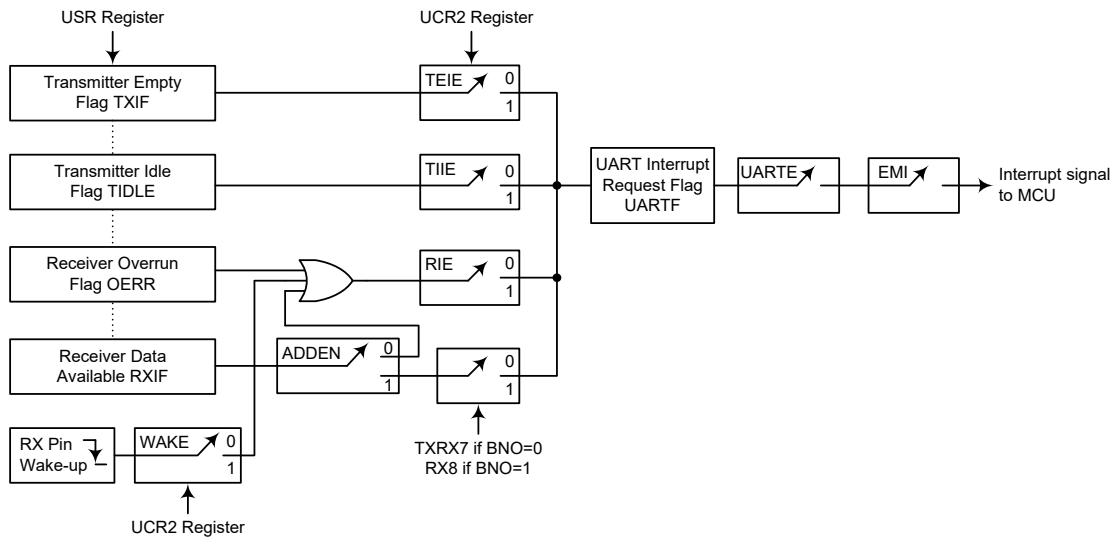 USR Register
UCR2 Register
Transmitter Empty
Flag TXIF
TEIE
0
1
Transmitter Idle
Flag TIDLE
TIIE
0
1
UART Interrupt
Request Flag
UARTF
UARTE
EMI
Interrupt signal
to MCU
Receiver Overrun
Flag OERR
RIE
0
1
Receiver Data
Available RXIF
ADDEN
0
1
0
1
TXRX7 if BNO=0
RX8 if BNO=1
RX Pin
Wake-up
WAKE
0
1
UCR2 Register